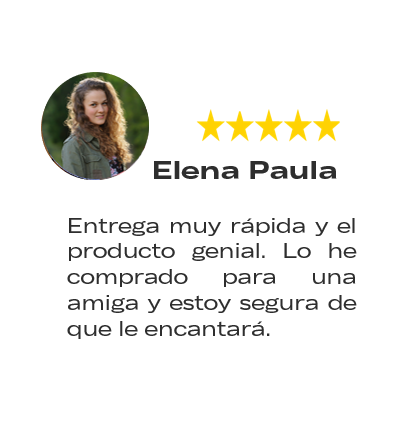 Elena Paula
Entrega muy rápida y el
producto genial. Lo he
comprado para una
amiga y estoy segura de
que le encantará.